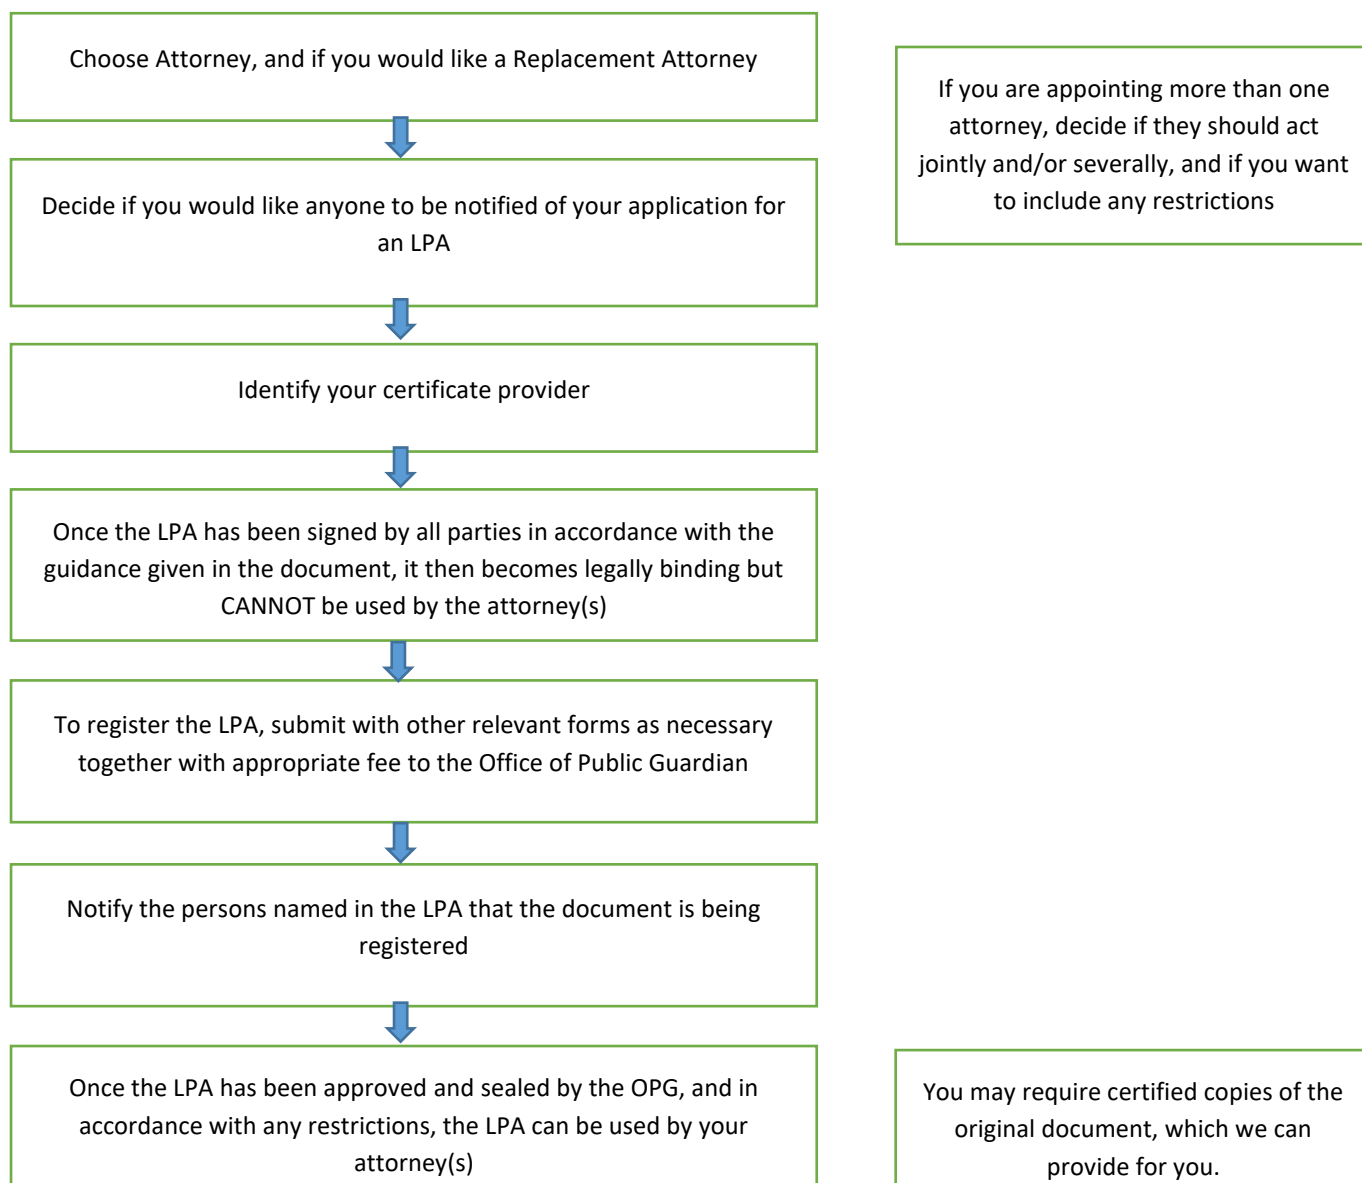 Choose Attorney, and if you would like a Replacement Attorney
If you are appointing more than one
attorney, decide if they should act
jointly and/or severally, and if you want
to include any restrictions
Decide if you would like anyone to be notified of your application for
an LPA
Identify your certificate provider
Once the LPA has been signed by all parties in accordance with the
guidance given in the document, it then becomes legally binding but
CANNOT be used by the attorney(s)
To register the LPA, submit with other relevant forms as necessary
together with appropriate fee to the Office of Public Guardian
Notify the persons named in the LPA that the document is being
registered
Once the LPA has been approved and sealed by the OPG, and in
accordance with any restrictions, the LPA can be used by your
attorney(s)
You may require certified copies of the
original document, which we can
provide for you.